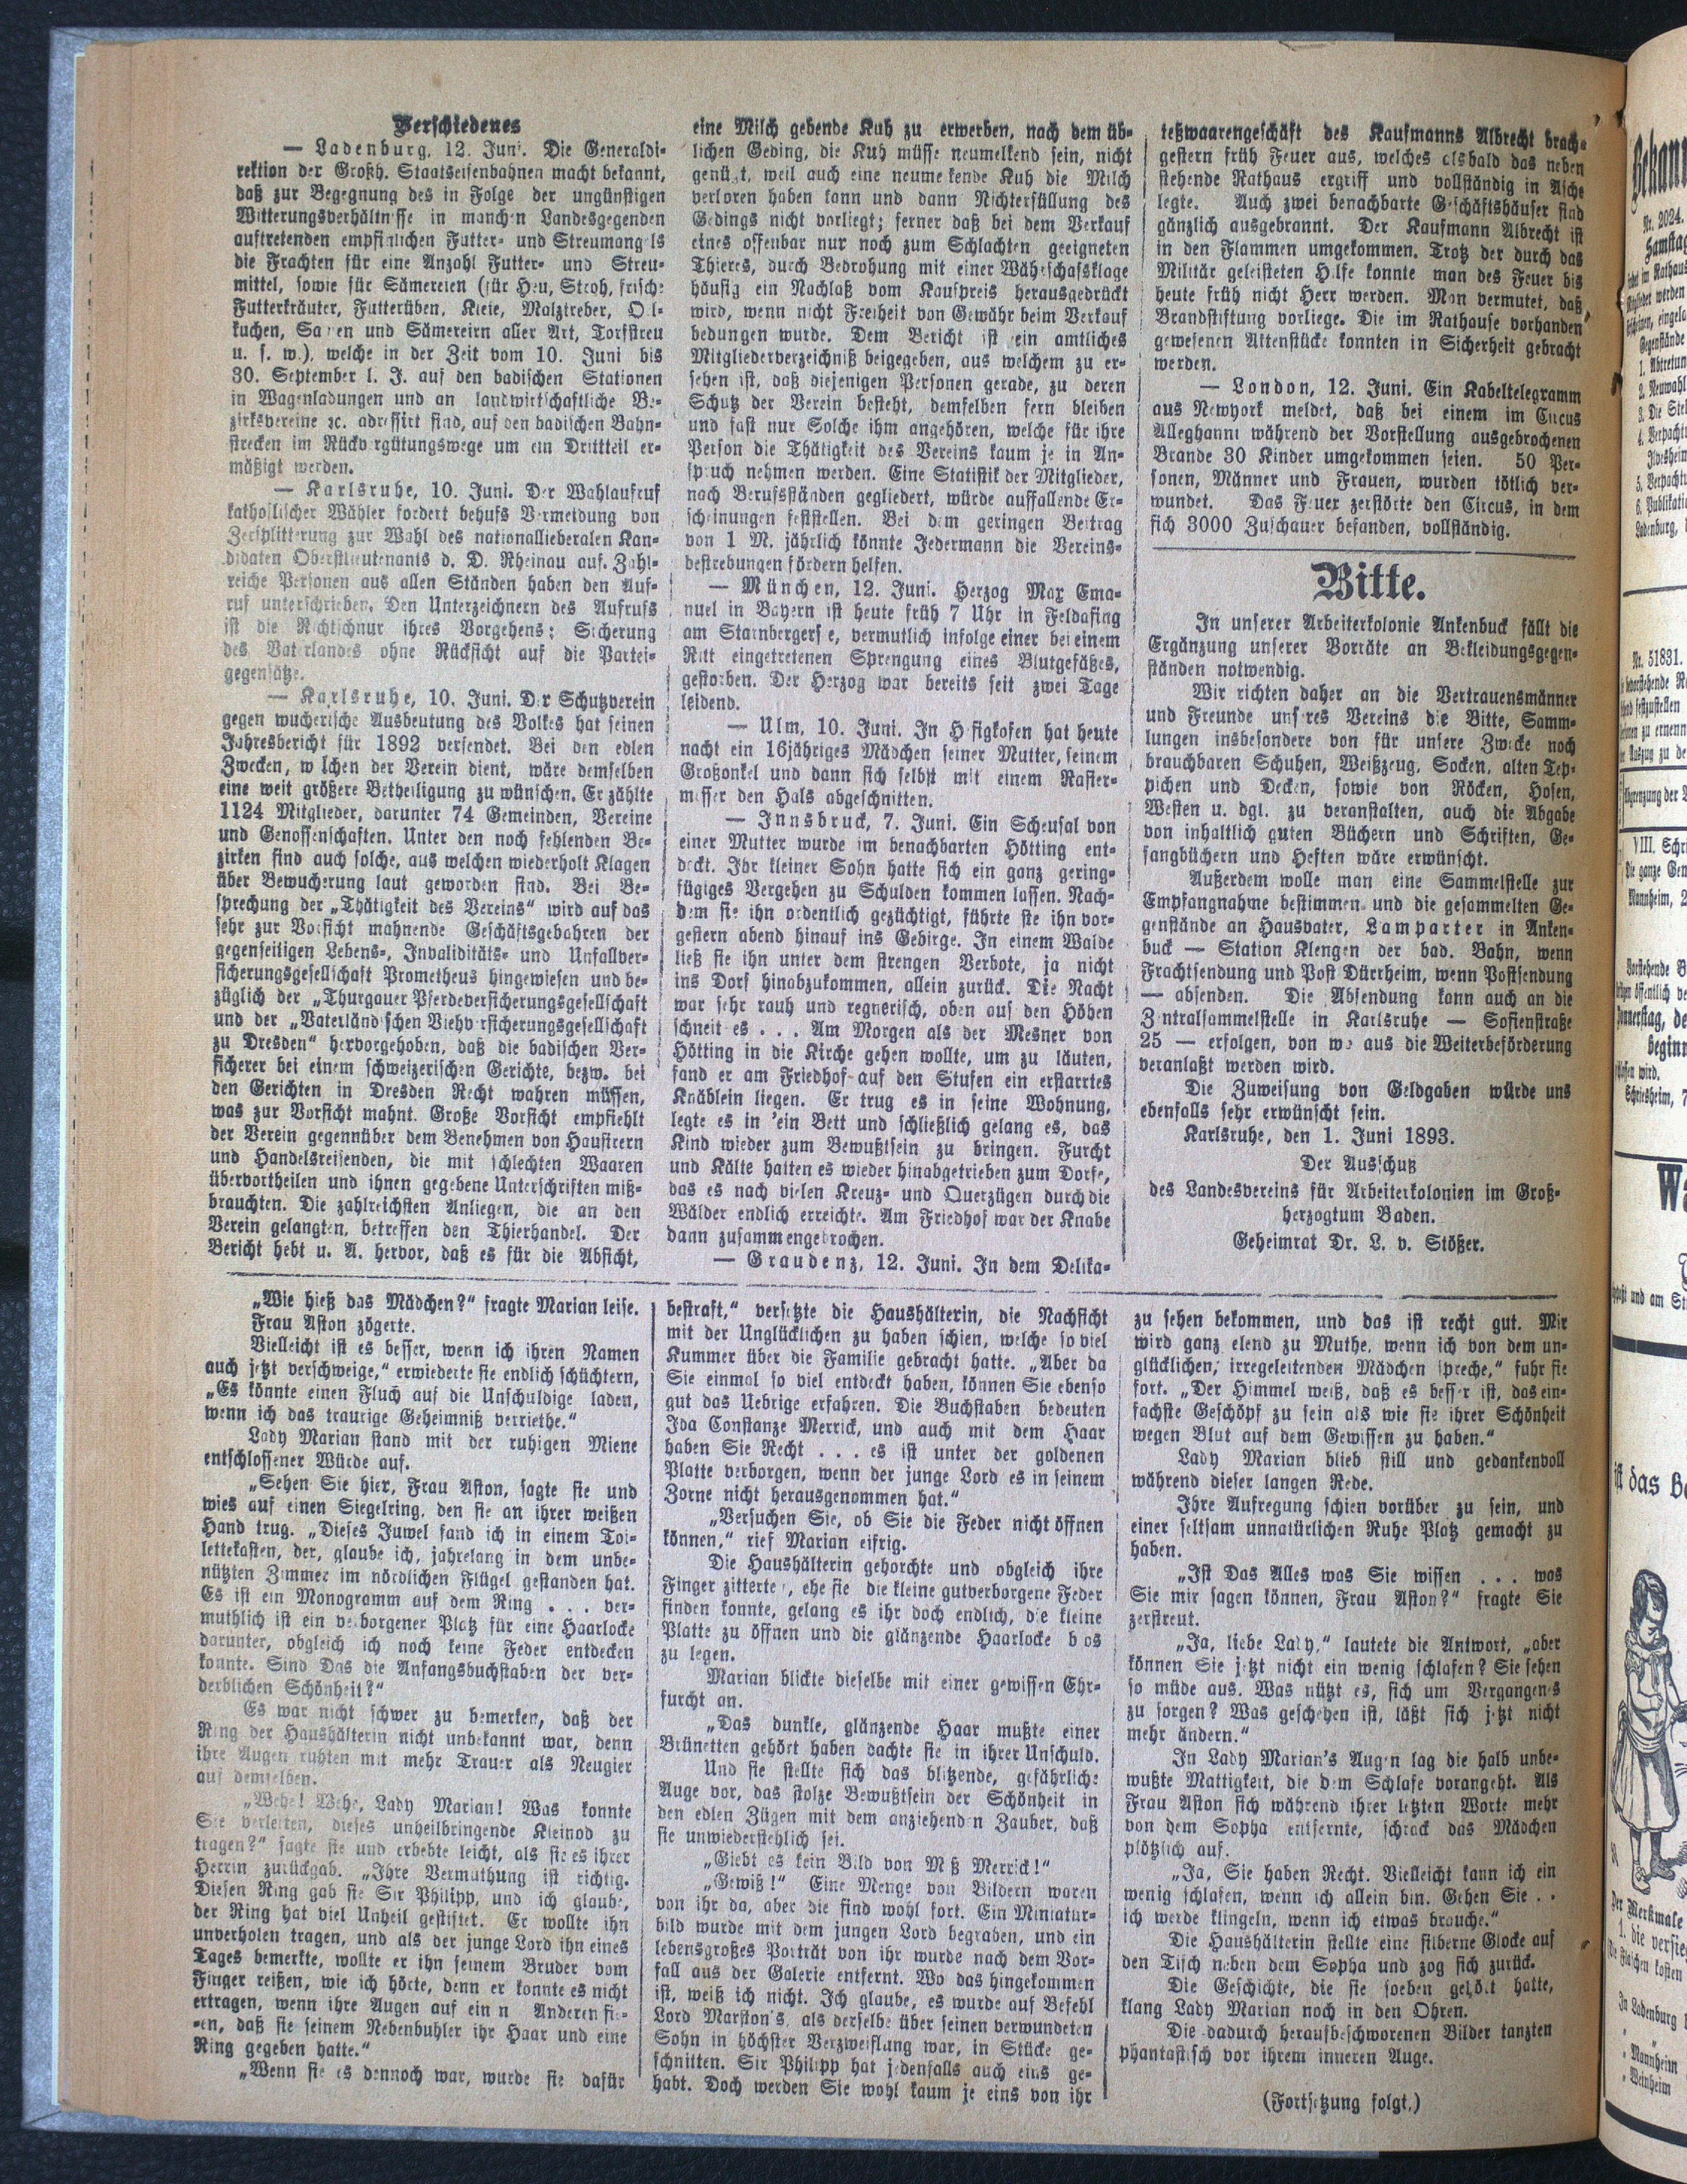 Verschiedenes
— Ladenburg, 12. Juni. Die Generaldi-
rektion der Großh. Staatseisenbahnen macht bekannt,
daß zur Begegnung des in Folge der ungünstigen
Witterungsverhältnisse in manchen Landesgegenden
auftretenden empfindlichen Futter- und Streumangels
die Frachten für eine Anzahl Futter- und Streu-
mittel, sowie für Sämereien (für Heu, Stroh, frische
Futterkräuter, Futterüben, Kleie, Malztreber, Öl-
kuchen, Samen und Sämereirn aller Art, Torfstreu
u. s. w.), welche in der Zeit vom 10. Juni bis
30. September l. J. auf den badischen Stationen
in Wagenladungen und an landwirtschaftliche Be-
zirksvereine ꝛc. adressirt sind, auf den badischen Bahn-
strecken im Rückvergütungswege um ein Drittteil er-
mäßigt werden.
— Karlsruhe, 10. Juni. Der Wahlaufruf
katholischer Wähler fordert behufs Vermeidung von
Zersplitterung zur Wahl des nationallieberalen Kan-
didaten Oberstlieutenants d. D. Rheinau auf. Zahl-
reiche Personen aus allen Ständen haben den Auf-
ruf unterschrieben. Den Unterzeichnern des Aufrufs
ist die Richtschnur ihres Vorgehens: Sicherung
des Vaterlandes ohne Rücksicht auf die Partei-
gegensätze.
— Karlsruhe, 10. Juni. Der Schutzverein
gegen wucherische Ausbeutung des Volkes hat seinen
Jahresbericht für 1892 versendet. Bei den edlen
Zwecken, welchen der Verein dient, wäre demselben
eine weit größere Betheiligung zu wünschen. Er zählte
1124 Mitglieder, darunter 74 Gemeinden, Vereine
und Genossenschaften. Unter den noch fehlenden Be-
zirken sind auch solche, aus welchen wiederholt Klagen
über Bewucherung laut geworden sind. Bei Be-
sprechung der „Thätigkeit des Vereins“ wird auf das
sehr zur Vorsicht mahnende Geschäftsgebahren der
gegenseitigen Lebens-, Invaliditäts- und Unfallver-
sicherungsgesellschaft Prometheus hingewiesen und be-
züglich der „Thurgauer Pferdeversicherungsgesellschaft
und der „Vaterländischen Viehversicherungsgesellschaft
zu Dresden“ hervorgehoben, daß die badischen Ver-
sicherer bei einem schweizerischen Gerichte, bezw. bei
den Gerichten in Dresden Recht wahren müssen,
was zur Vorsicht mahnt. Große Vorsicht empfiehlt
der Verein gegennüber dem Benehmen von Hausirern
und Handelsreisenden, die mit schlechten Waaren
übervortheilen und ihnen gegebene Unterschriften miß-
brauchten. Die zahlreichsten Anliegen, die an den
Verein gelangten, betreffen den Thierhandel. Der
Bericht hebt u. A. hervor, daß es für die Absicht,
eine Milch gebende Kuh zu erwerben, nach dem üb-
lichen Geding, die Kuh müsse neumelkend sein, nicht
genügt, weil auch eine neumelkende Kuh die Milch
verloren haben kann und dann Nichterfüllung des
Gedings nicht vorliegt; ferner daß bei dem Verkauf
eines offenbar nur noch zum Schlachten geeigneten
Thieres, durch Bedrohung mit einer Währschafsklage
häufig ein Nachlaß vom Kaufpreis herausgedrückt
wird, wenn nicht Freiheit von Gewähr beim Verkauf
bedungen wurde. Dem Bericht ist ein amtliches
Mitgliederverzeichniß beigegeben, aus welchem zu er-
sehen ist, daß diejenigen Personen gerade, zu deren
Schutz der Verein besteht, demselben fern bleiben
und fast nur Solche ihm angehören, welche für ihre
Person die Thätigkeit des Vereins kaum je in An-
spruch nehmen werden. Eine Statistik der Mitglieder,
nach Berufsständen gegliedert, würde auffallende Er-
scheinungen feststellen. Bei dem geringen Beitrag
von 1 M. jährlich könnte Jedermann die Vereins-
bestrebungen fördern helfen.
— München, 12. Juni. Herzog Max Ema-
nuel in Bayern ist heute früh 7 Uhr in Feldafing
am Starnbergersee, vermutlich infolge einer bei einem
Ritt eingetretenen Sprengung eines Blutgefäßes,
gestorben. Der Herzog war bereits seit zwei Tage
leidend.
— Ulm, 10. Juni. In Hefigkofen hat heute
nacht ein 16jähriges Mädchen seiner Mutter, seinem
Großonkel und dann sich selbst mit einem Rasier-
messer den Hals abgeschnitten.
— Innsbruck, 7. Juni. Ein Scheusal von
einer Mutter wurde im benachbarten Hötting ent-
deckt. Ihr kleiner Sohn hatte sich ein ganz gering-
fügiges Vergehen zu Schulden kommen lassen. Nach-
dem sie ihn ordentlich gezüchtigt, führte sie ihn vor-
gestern abend hinauf ins Gebirge. In einem Walde
ließ sie ihn unter dem strengen Verbote, ja nicht
ins Dorf hinabzukommen, allein zurück. Die Nacht
war sehr rauh und regnerisch, oben auf den Höhen
schneit es . . . Am Morgen als der Mesner von
Hötting in die Kirche gehen wollte, um zu läuten,
fand er am Friedhof auf den Stufen ein erstarrtes
Knäblein liegen. Er trug es in seine Wohnung,
legte es in 'ein Bett und schließlich gelang es, das
Kind wieder zum Bewußtsein zu bringen. Furcht
und Kälte hatten es wieder hinabgetrieben zum Dorfe,
das es nach vielen Kreuz- und Querzügen durch die
Wälder endlich erreichte. Am Friedhof war der Knabe
dann zusammengebrochen.
— Graudenz, 12. Juni. In dem Delika-
teßwaarengeschäft des Kaufmanns Albrecht brach
gestern früh Feuer aus, welches alsbald das neben
stehende Rathaus ergriff und vollständig in Asche
legte. Auch zwei benachbarte Geschäftshäuser sind
gänzlich ausgebrannt. Der Kaufmann Albrecht ist
in den Flammen umgekommen. Trotz der durch das
Militär geleisteten Hilfe konnte man des Feuer bis
heute früh nicht Herr werden. Man vermutet, daß
Brandstiftung vorliege. Die im Rathause vorhanden
gewesenen Aktenstücke konnten in Sicherheit gebracht
werden.
— London, 12. Juni. Ein Kabeltelegramm
aus Newyork meldet, daß bei einem im Circus
Alleghanni während der Vorstellung ausgebrochenen
Brande 30 Kinder umgekommen seien. 50 Per-
sonen, Männer und Frauen, wurden tötlich ver-
wundet. Das Feuer zerstörte den Circus, in dem
sich 3000 Zuschauer befanden, vollständig.
Bitte.
In unserer Arbeiterkolonie Ankenbuck fällt die
Ergänzung unserer Vorräte an Bekleidungsgegen-
ständen notwendig.
Wir richten daher an die Vertrauensmänner
und Freunde unseres Vereins die Bitte, Samm-
lungen insbesondere von für unsere Zwecke noch
brauchbaren Schuhen, Weißzeug, Socken, alten Tep-
pichen und Decken, sowie von Röcken, Hosen,
Westen u. dgl. zu veranstalten, auch die Abgabe
von inhaltlich guten Büchern und Schriften, Ge-
sangbüchern und Heften wäre erwünscht.
Außerdem wolle man eine Sammelstelle zur
Empfangnahme bestimmen und die gesammelten Ge-
genstände an Hausvater, Lamparter in Anken-
buck — Station Klengen der bad. Bahn, wenn
Frachtsendung und Post Dürrheim, wenn Postsendung
— absenden. Die Absendung kann auch an die
Zentralsammelstelle in Karlsruhe — Sofienstraße
25 — erfolgen, von wo aus die Weiterbeförderung
veranlaßt werden wird.
Die Zuweisung von Geldgaben würde uns
ebenfalls sehr erwünscht sein.
Karlsruhe, den 1. Juni 1893.
Der Ausschuß
des Landesvereins für Arbeiterkolonien im Groß-
herzogtum Baden.
Geheimrat Dr. L. v. Stößer.
„Wie hieß das Mädchen?“ fragte Marian leise.
Frau Aston zögerte.
Vielleicht ist es besser, wenn ich ihren Namen
auch jetzt verschweige,“ erwiederte sie endlich schüchtern,
„Es könnte einen Fluch auf die Unschuldige laden,
wenn ich das traurige Geheimniß verriethe.“
Lady Marian stand mit der ruhigen Miene
entschlossener Würde auf.
„Sehen Sie hier, Frau Aston, sagte sie und
wies auf einen Siegelring, den sie an ihrer weißen
Hand trug. „Dieses Juwel fand ich in einem Toi-
lettekasten, der, glaube ich, jahrelang in dem unbe-
nützten Zimmer im nördlichen Flügel gestanden hat.
Es ist ein Monogramm auf dem Ring . . . ver-
muthlich ist ein verborgener Platz für eine Haarlocke
darunter, obgleich ich noch keine Feder entdecken
konnte. Sind Das die Anfangsbuchstaben der ver-
derblichen Schönheit?“
Es war nicht schwer zu bemerken, daß der
Ring der Haushälterin nicht unbekannt war, denn
ihre Augen ruhten mit mehr Trauer als Neugier
auf demselben.
„Wehe! Wehe, Lady Marian! Was konnte
Sie verleiten, dieses unheilbringende Kleinod zu
tragen?“ sagte sie und erbebte leicht, als sie es ihrer
Herrin zurückgab. „Ihre Vermuthung ist richtig.
Diesen Ring gab sie Sir Philipp, und ich glaube,
der Ring hat viel Unheil gestiftet. Er wollte ihn
unverholen tragen, und als der junge Lord ihn eines
Tages bemerkte, wollte er ihn seinem Bruder vom
Finger reißen, wie ich hörte, denn er konnte es nicht
ertragen, wenn ihre Augen auf ein n Anderen fie-
len, daß sie seinem Nebenbuhler ihr Haar und eine
Ring gegeben hatte.“
„Wenn sie es dennoch war, wurde sie dafür
bestraft,“ versetzte die Haushälterin, die Nachsicht
mit der Unglücklichen zu haben schien, welche so viel
Kummer über die Familie gebracht hatte. „Aber da
Sie einmal so viel entdeckt haben, können Sie ebenso
gut das Uebrige erfahren. Die Buchstaben bedeuten
Ida Constanze Merrick, und auch mit dem Haar
haben Sie Recht . . . es ist unter der goldenen
Platte verborgen, wenn der junge Lord es in seinem
Zorne nicht herausgenommen hat.“
„Versuchen Sie, ob Sie die Feder nicht öffnen
können,“ rief Marian eifrig.
Die Haushälterin gehorchte und obgleich ihre
Finger zitterten, ehe sie die kleine gutverborgene Feder
finden konnte, gelang es ihr doch endlich, die kleine
Platte zu öffnen und die glänzende Haarlocke blos
zu legen.
Marian blickte dieselbe mit einer gewissen Ehr-
furcht an.
„Das dunkle, glänzende Haar mußte einer
Brünetten gehört haben dachte sie in ihrer Unschuld.
Und sie stellte sich das blitzende, gefährliche
Auge vor, das stolze Bewußtsein der Schönheit in
den edlen Zügen mit dem anziehenden Zauber, daß
sie unwiederstehlich sei.
„Giebt es kein Bild von Miß Merrick!“
„Gewiß!“ Eine Menge von Bildern waren
von ihr da, aber die sind wohl fort. Ein Miniatur-
bild wurde mit dem jungen Lord begraben, und ein
lebensgroßes Porträt von ihr wurde nach dem Vor-
fall aus der Galerie entfernt. Wo das hingekommen
ist, weiß ich nicht. Ich glaube, es wurde auf Befehl
Lord Marston's, als derselbe über seinen verwundeten
Sohn in höchster Verzweiflung war, in Stücke ge-
schnitten. Sir Philipp hat jedenfalls auch eins ge-
habt. Doch werden Sie wohl kaum je eins von ihr
zu sehen bekommen, und das ist recht gut. Mir
wird ganz elend zu Muthe, wenn ich von dem un-
glücklichen, irregeleitenden Mädchen spreche,“ fuhr sie
fort. „Der Himmel weiß, daß es besser ist, das ein-
fachste Geschöpf zu sein als wie sie ihrer Schönheit
wegen Blut auf dem Gewissen zu haben.“
Lady Marian blieb still und gedankenvoll
während dieser langen Rede.
Ihre Aufregung schien vorüber zu sein, und
einer seltsam unnatürlichen Ruhe Platz gemacht zu
haben.
„Ist Das Alles was Sie wissen . . . was
Sie mir sagen können, Frau Aston?“ fragte Sie
zerstreut.
„Ja, liebe Lady,“ lautete die Antwort, „aber
können Sie jetzt nicht ein wenig schlafen? Sie sehen
so müde aus. Was nützt es, sich um Vergangenes
zu sorgen? Was geschehen ist, läßt sich jetzt nicht
mehr ändern.“
In Lady Marian's Augen lag die halb unbe-
wußte Mattigkeit, die dem Schlafe vorangeht. Als
Frau Aston sich während ihrer letzten Worte mehr
von dem Sopha entfernte, schrack das Mädchen
plötzlich auf.
„Ja, Sie haben Recht. Vielleicht kann ich ein
wenig schlafen, wenn ich allein bin. Gehen Sie . .
ich werde klingeln, wenn ich etwas brauche.“
Die Haushälterin stellte eine silberne Glocke auf
den Tisch neben dem Sopha und zog sich zurück.
Die Geschichte, die sie soeben gehört hatte,
klang Lady Marian noch in den Ohren.
Die dadurch heraufbeschworenen Bilder tanzten
phantastisch vor ihrem inneren Auge.
(Fortsetzung folgt.)
Nr. 2024.
Samstag
Gegenstände
Nr. 51831.
VIII.
Die ganze
Mannheim, 2
Vorstehende
Donnerstag, de
Schriesheim, 7
und am
ist das
Der Merkmale
1. die
In Ladenburg
„ Mannheim
„ Weinheim